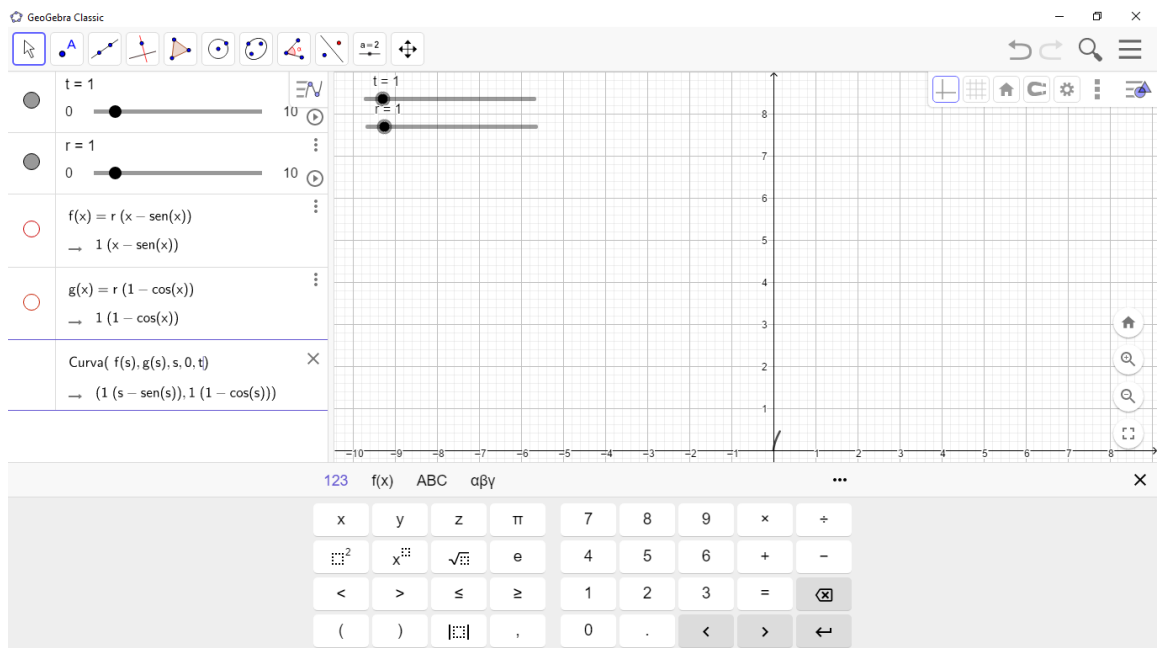 GeoGebra Classic
A
a=2
t = 1
0 10
r = 1
0 10
f(x) = r (x – sen(x))
→ 1 (x – sen(x))
g(x) = r (1 – cos(x))
→ 1 (1 – cos(x))
Curva( f(s), g(s), s, 0, t)
→ (1 (s – sen(s)), 1 (1 – cos(s)))
t = 1
r = 1
8
7
6
5
4
3
2
1
–10 –9 –8 –7 –6 –5 –4 –3 –2 –1 1 2 3 4 5 6 7 8
123 f(x) ABC αβγ ...
x y z π 7 8 9 × ÷
□² x□ √□ e 4 5 6 + −
< > ≤ ≥ 1 2 3 =
( ) |□| , 0 . < >